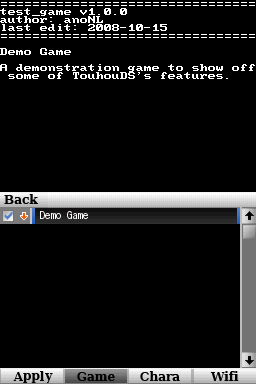 test_game v1.0.0
author: anoNL
last edit: 2008-10-15
Demo Game
A demonstration game to show off
some of TouhouDS's features.
Back
Demo Game
Apply Game Chara Wifi